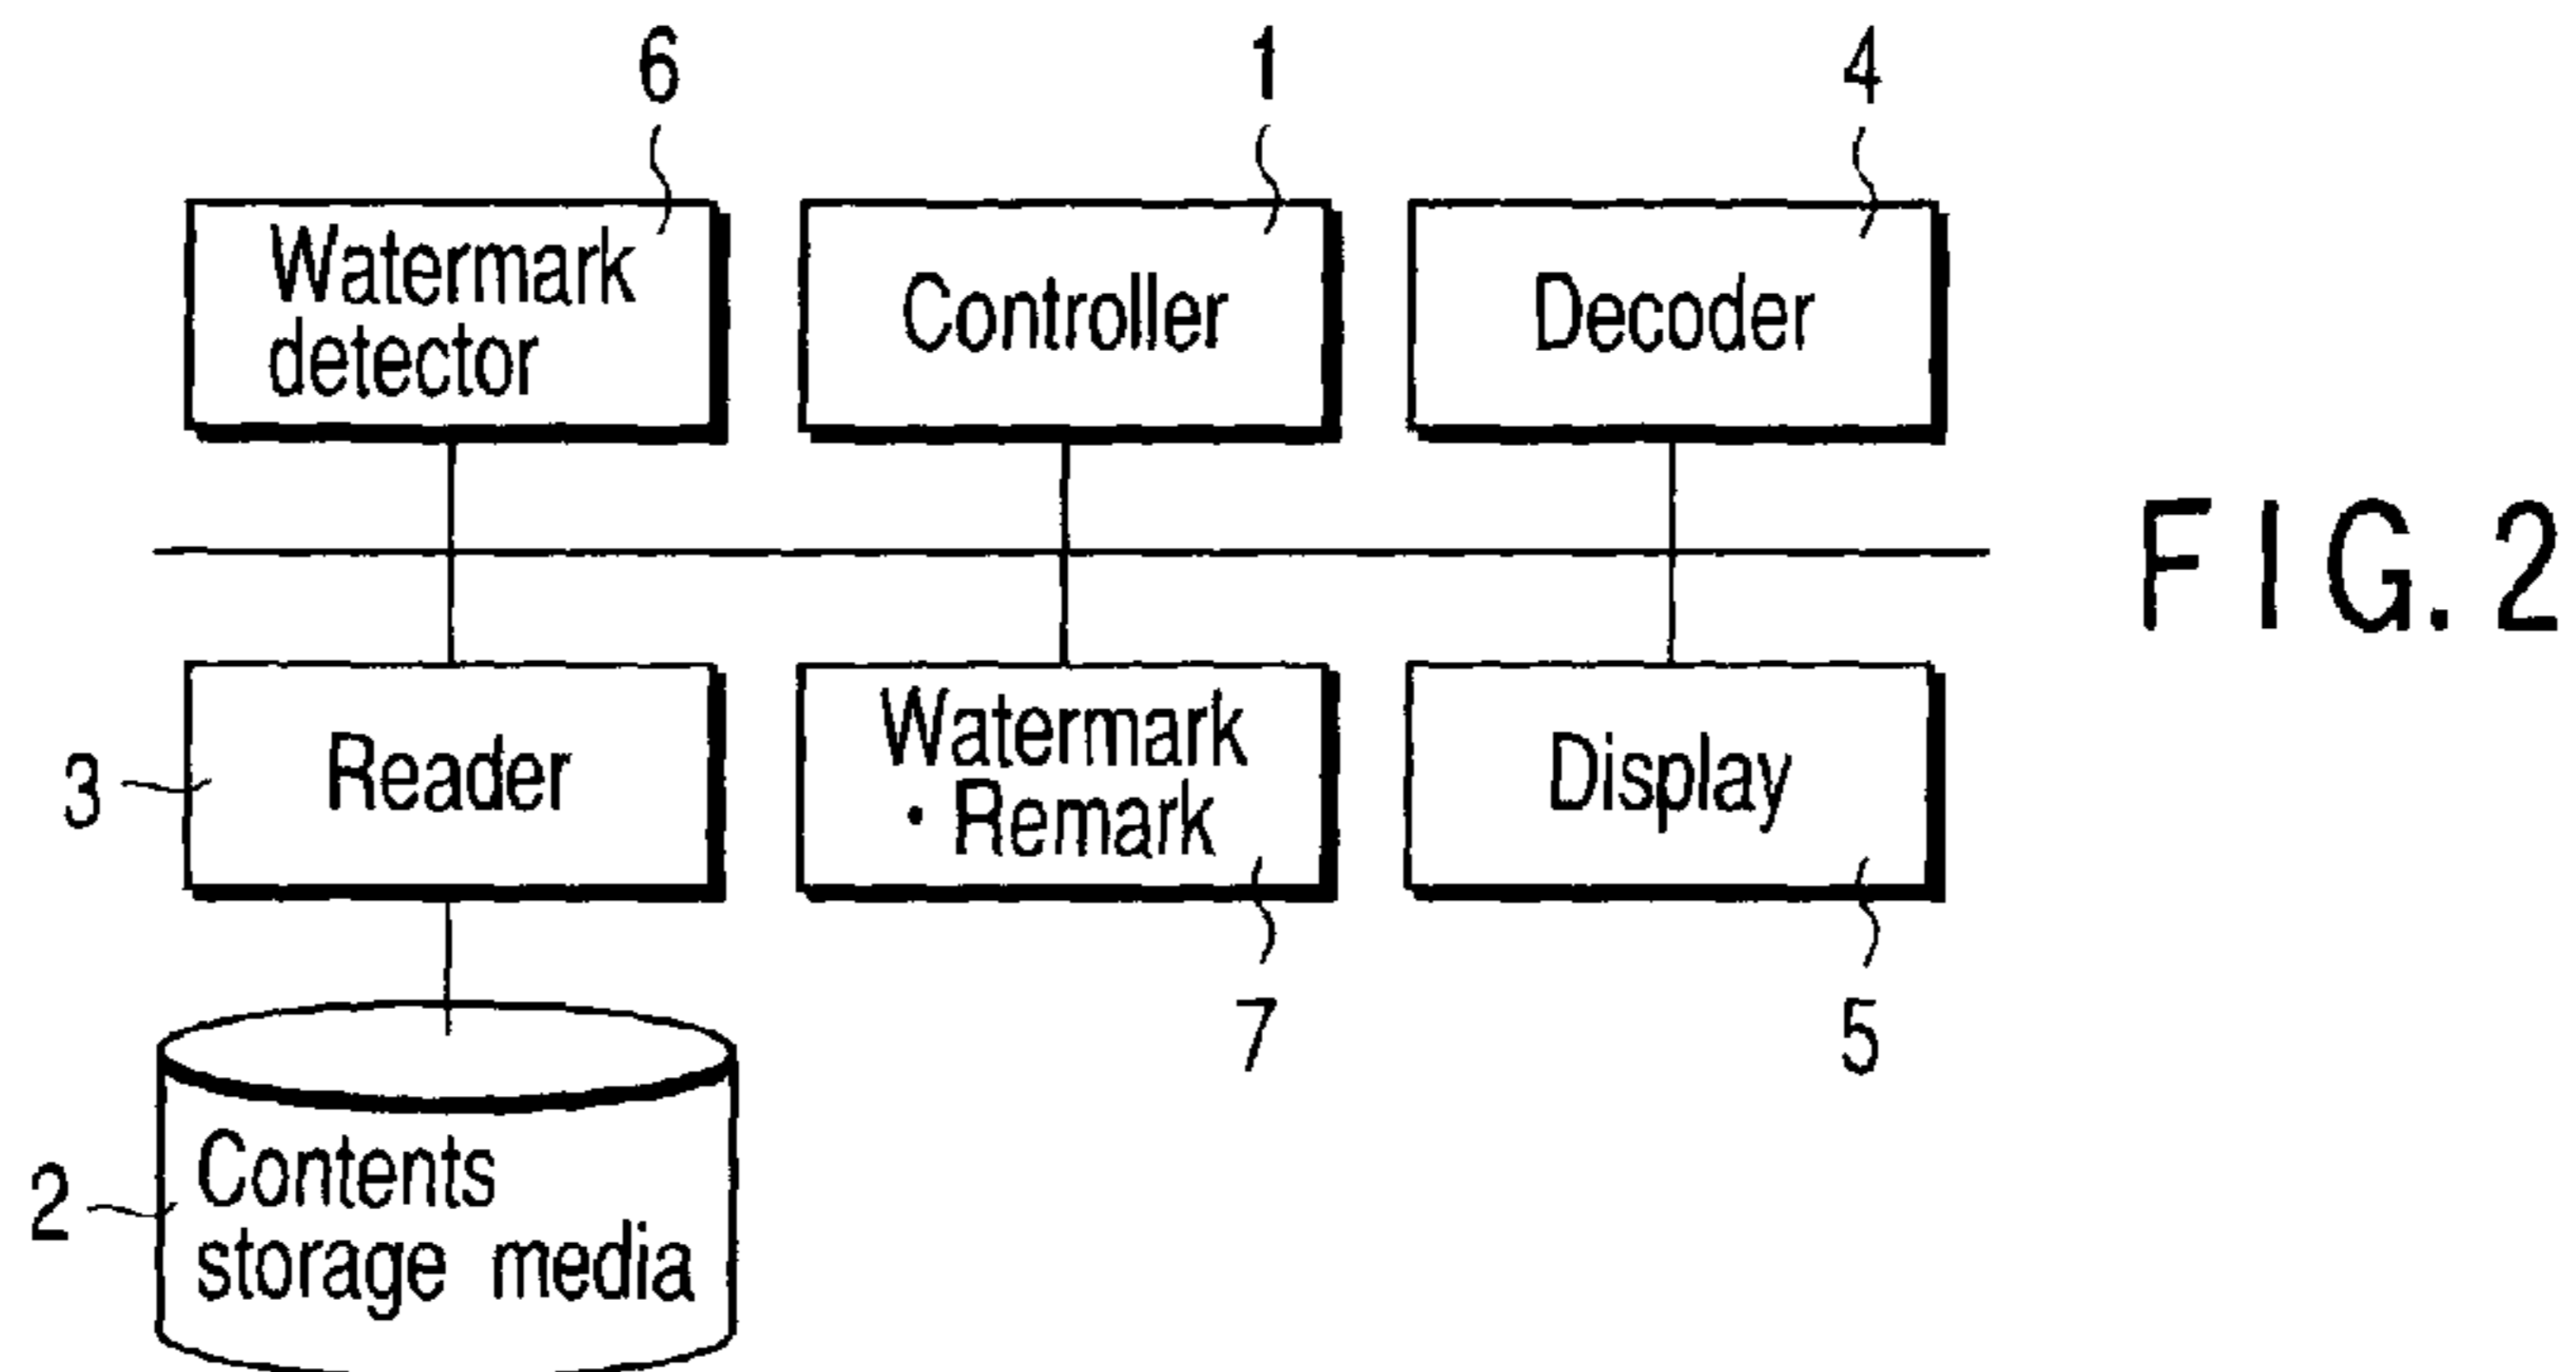 6
1
4
Watermark
detector
Controller
Decoder
FIG. 2
3
Reader
Watermark
· Remark
Display
7
5
2
Contents
storage media